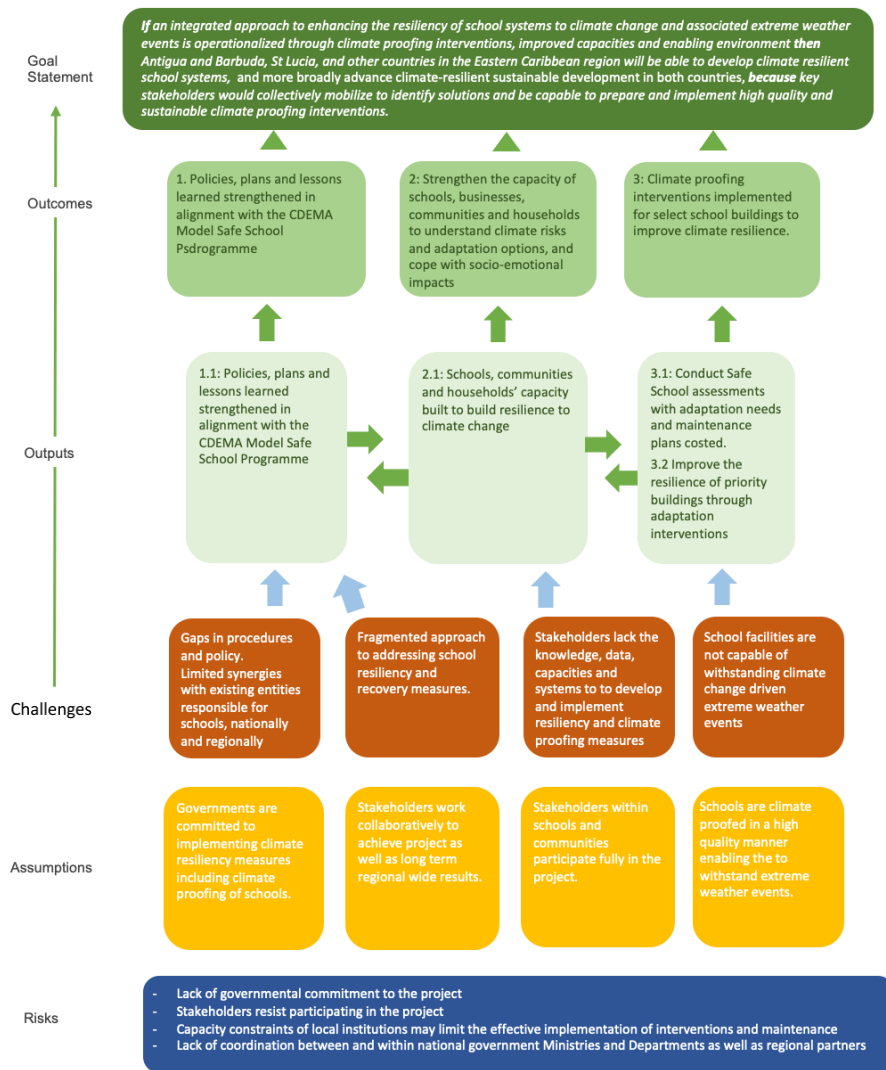 If an integrated approach to enhancing the resiliency of school systems to climate change and associated extreme weather
events is operationalized through climate proofing interventions, improved capacities and enabling environment then
Antigua and Barbuda, St Lucia, and other countries in the Eastern Caribbean region will be able to develop climate resilient
school systems, and more broadly advance climate-resilient sustainable development in both countries, because key
stakeholders would collectively mobilize to identify solutions and be capable to prepare and implement high quality and
sustainable climate proofing interventions.
Goal
Statement
Outcomes
1. Policies, plans and lessons
learned strengthened in
alignment with the CDEMA
Model Safe School
Psdrogramme
2: Strengthen the capacity of
schools, businesses,
communities and households
to understand climate risks
and adaptation options, and
cope with socio-emotional
impacts
3: Climate proofing
interventions implemented
for select school buildings to
improve climate resilience.
Outputs
1.1: Policies, plans and
lessons learned
strengthened in
alignment with the
CDEMA Model Safe
School Programme
2.1: Schools, communities
and households' capacity
built to build resilience to
climate change
3.1: Conduct Safe
School assessments
with adaptation needs
and maintenance
plans costed.
3.2 Improve the
resilience of priority
buildings through
adaptation
interventions
Challenges
Gaps in procedures
and policy.
Limited synergies
with existing entities
responsible for
schools, nationally
and regionally
Fragmented approach
to addressing school
resiliency and
recovery measures.
Stakeholders lack the
knowledge, data,
capacities and
systems to to develop
and implement
resiliency and climate
proofing measures
School facilities are
not capable of
withstanding climate
change driven
extreme weather
events
Assumptions
Governments are
committed to
implementing climate
resiliency measures
including climate
proofing of schools.
Stakeholders work
collaboratively to
achieve project as
well as long term
regional wide results.
Stakeholders within
schools and
communities
participate fully in the
project.
Schools are climate
proofed in a high
quality manner
enabling the to
withstand extreme
weather events.
Risks
- Lack of governmental commitment to the project
- Stakeholders resist participating in the project
- Capacity constraints of local institutions may limit the effective implementation of interventions and maintenance
- Lack of coordination between and within national government Ministries and Departments as well as regional partners